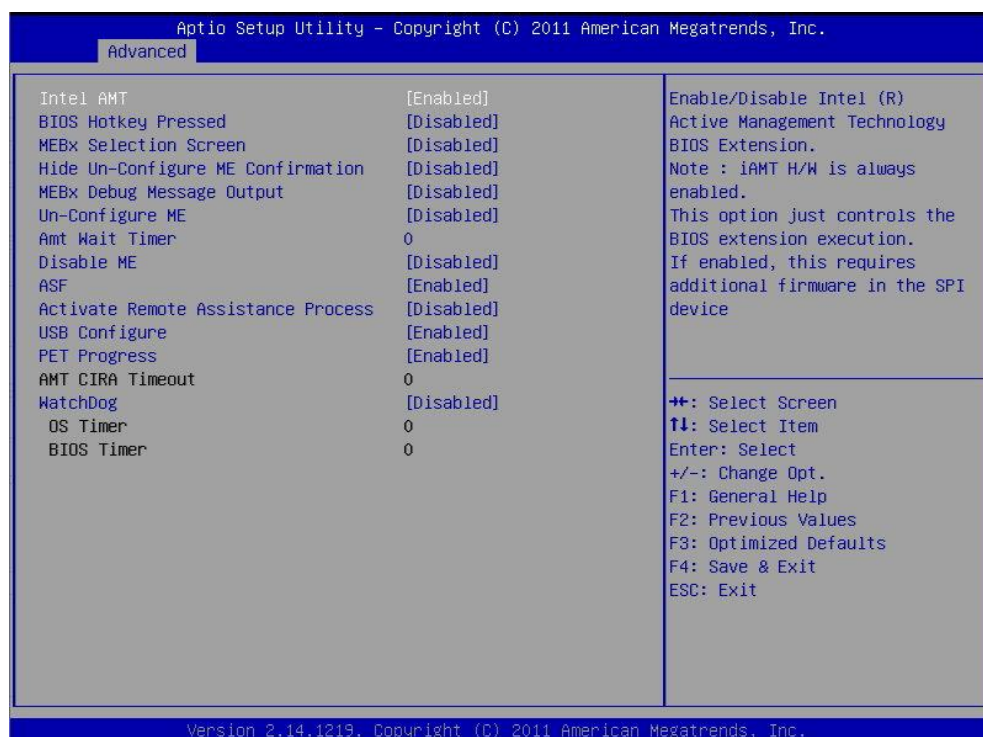 Aptio Setup Utility – Copyright (C) 2011 American Megatrends, Inc.
Advanced
Intel AMT [Enabled]
BIOS Hotkey Pressed [Disabled]
MEBx Selection Screen [Disabled]
Hide Un-Configure ME Confirmation [Disabled]
MEBx Debug Message Output [Disabled]
Un-Configure ME [Disabled]
Amt Wait Timer 0
Disable ME [Disabled]
ASF [Enabled]
Activate Remote Assistance Process [Disabled]
USB Configure [Enabled]
PET Progress [Enabled]
AMT CIRA Timeout 0
WatchDog [Disabled]
OS Timer 0
BIOS Timer 0
Enable/Disable Intel (R)
Active Management Technology
BIOS Extension.
Note : iAMT H/W is always
enabled.
This option just controls the
BIOS extension execution.
If enabled, this requires
additional firmware in the SPI
device
→←: Select Screen
↑↓: Select Item
Enter: Select
+/-: Change Opt.
F1: General Help
F2: Previous Values
F3: Optimized Defaults
F4: Save & Exit
ESC: Exit
Version 2.14.1219. Copyright (C) 2011 American Megatrends, Inc.